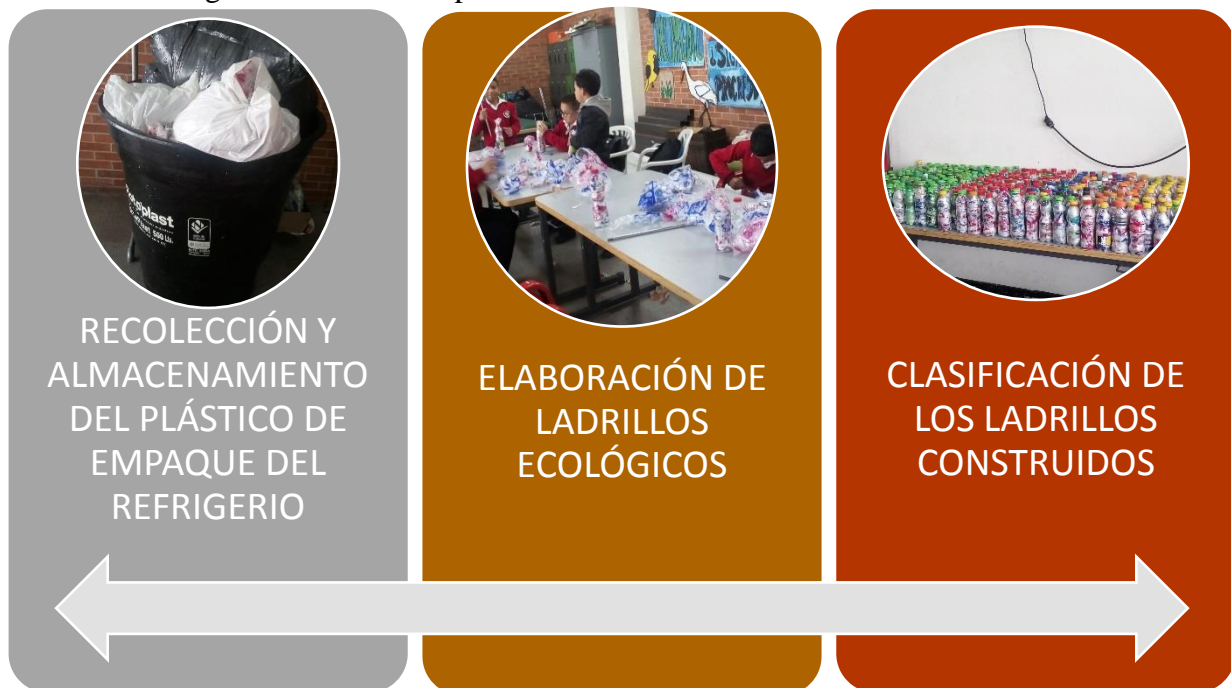 RECOLECCIÓN Y
ALMACENAMIENTO
DEL PLÁSTICO DE
EMPAQUE DEL
REFRIGERIO
ELABORACIÓN DE
LADRILLOS
ECOLÓGICOS
CLASIFICACIÓN DE
LOS LADRILLOS
CONSTRUIDOS